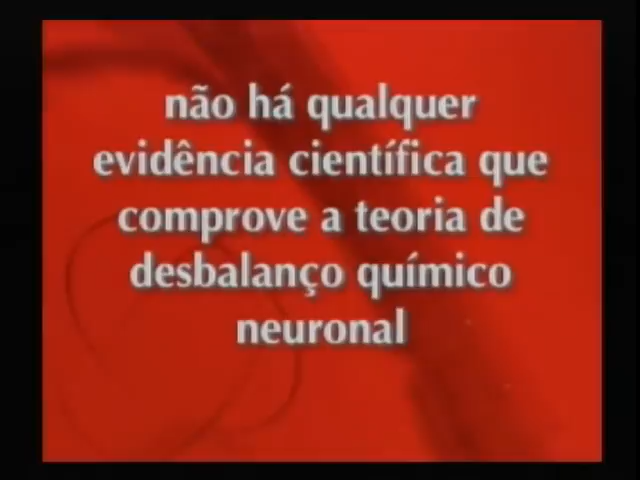 não há qualquer
evidência científica que
comprove a teoria de
desbalanço químico
neuronal